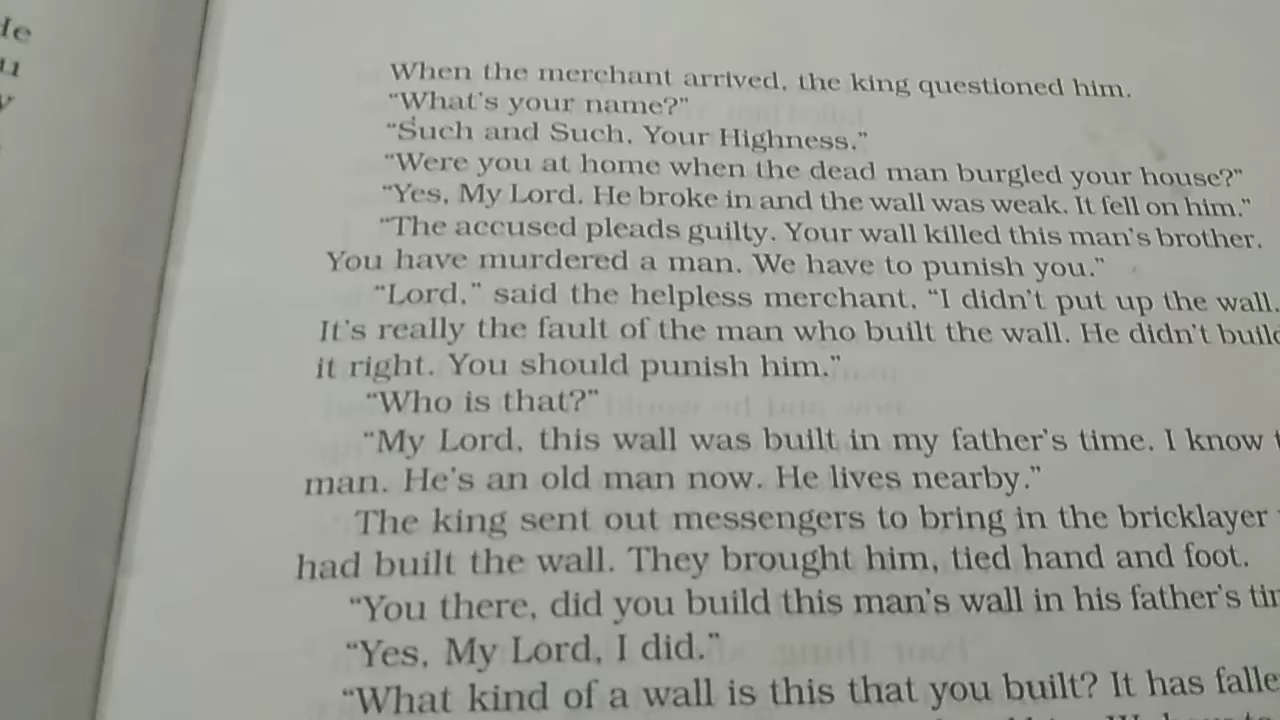 le
u
y
When the merchant arrived, the king questioned him.
“What’s your name?”
“Such and Such, Your Highness.”
“Were you at home when the dead man burgled your house?”
“Yes, My Lord. He broke in and the wall was weak. It fell on him.”
“The accused pleads guilty. Your wall killed this man’s brother.
You have murdered a man. We have to punish you.”
“Lord,” said the helpless merchant, “I didn’t put up the wall.
It’s really the fault of the man who built the wall. He didn’t build
it right. You should punish him.”
“Who is that?”
“My Lord, this wall was built in my father’s time. I know
man. He’s an old man now. He lives nearby.”
The king sent out messengers to bring in the bricklayer
had built the wall. They brought him, tied hand and foot.
“You there, did you build this man’s wall in his father’s
“Yes, My Lord, I did.”
“What kind of a wall is this that you built? It has